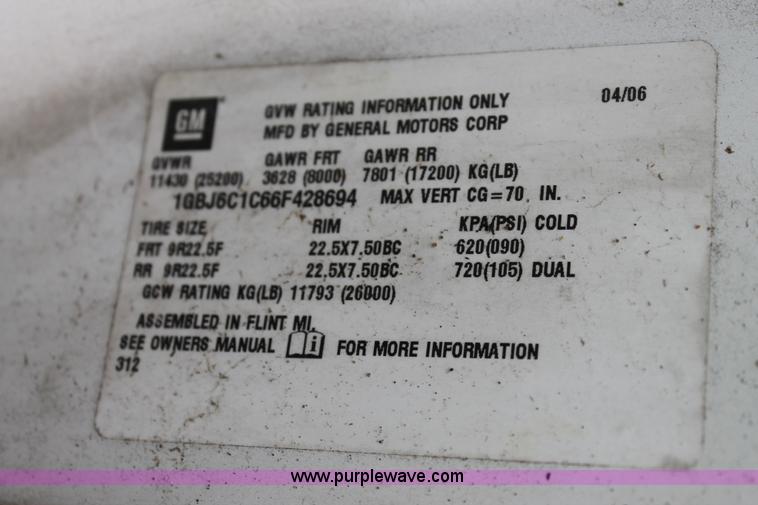 GM
GVW RATING INFORMATION ONLY 04/06
MFD BY GENERAL MOTORS CORP
GVWR GAWR FRT GAWR RR
11430 (25200) 3628 (8000) 7801 (17200) KG(LB)
1GBJ6C1C66F428694 MAX VERT CG=70 IN.
TIRE SIZE RIM KPA(PSI) COLD
FRT 9R22.5F 22.5X7.50BC 620(090)
RR 9R22.5F 22.5X7.50BC 720(105) DUAL
GCW RATING KG(LB) 11793 (26000)
ASSEMBLED IN FLINT MI.
SEE OWNERS MANUAL i FOR MORE INFORMATION
312
www.purplewave.com